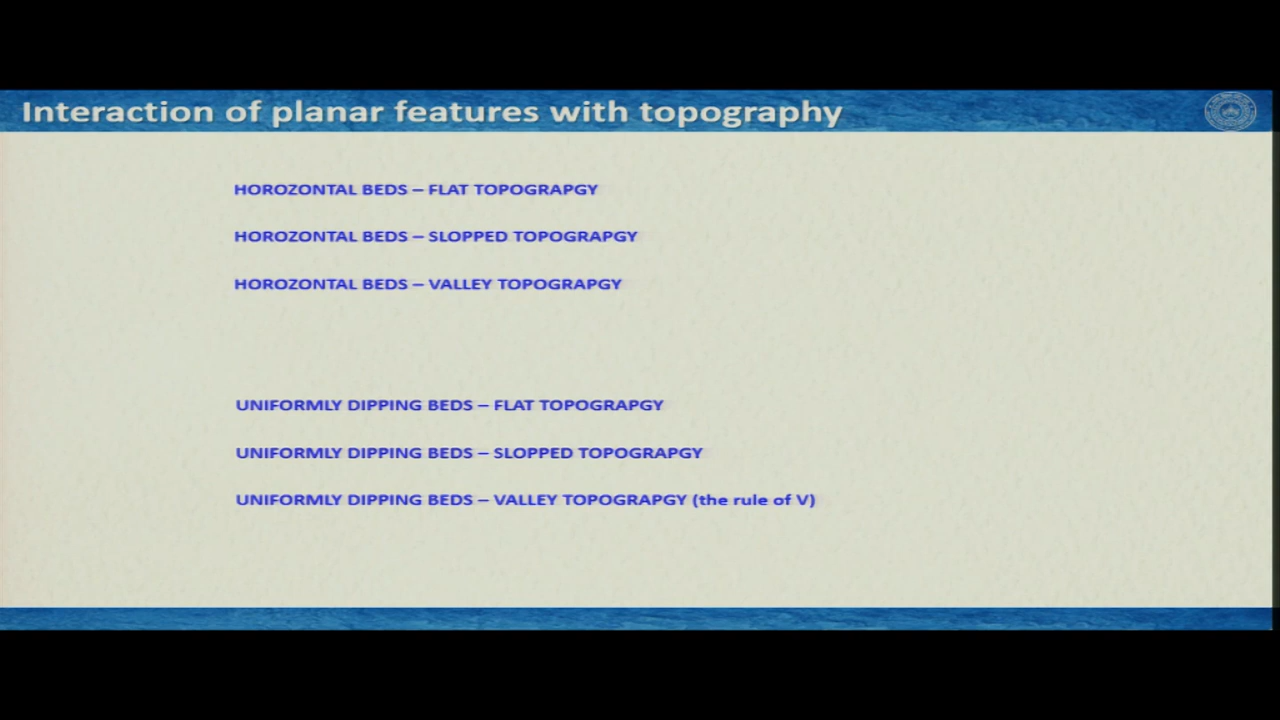 Interaction of planar features with topography
HOROZONTAL BEDS – FLAT TOPOGRAPGY
HOROZONTAL BEDS – SLOPPED TOPOGRAPGY
HOROZONTAL BEDS – VALLEY TOPOGRAPGY
UNIFORMLY DIPPING BEDS – FLAT TOPOGRAPGY
UNIFORMLY DIPPING BEDS – SLOPPED TOPOGRAPGY
UNIFORMLY DIPPING BEDS – VALLEY TOPOGRAPGY (the rule of V)